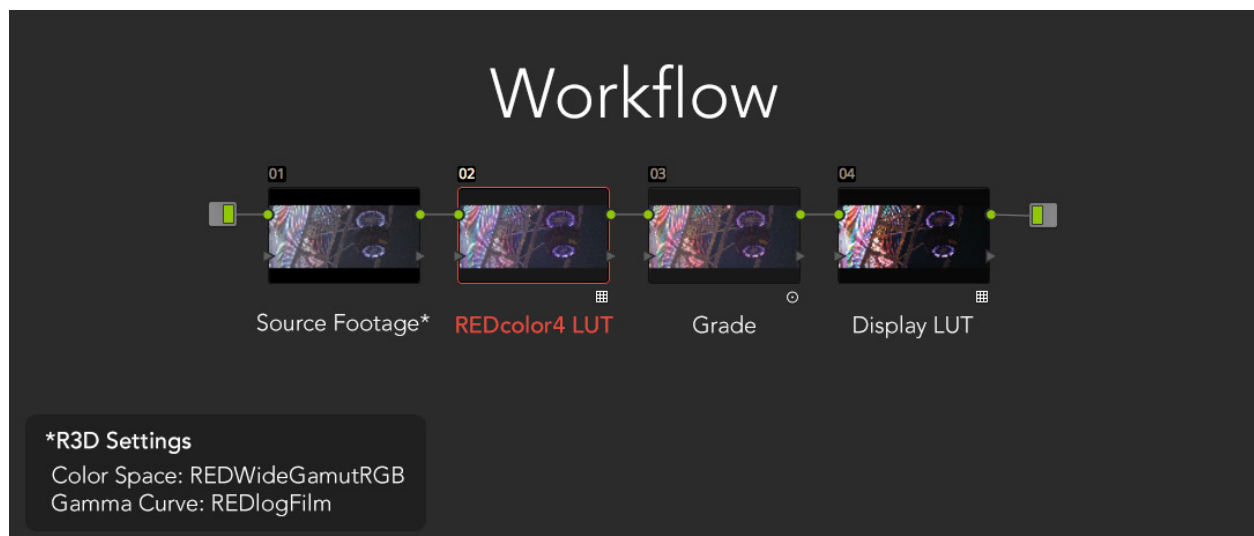 Workflow
01
02
03
04
Source Footage*
REDcolor4 LUT
Grade
Display LUT
*R3D Settings
Color Space: REDWideGamutRGB
Gamma Curve: REDlogFilm